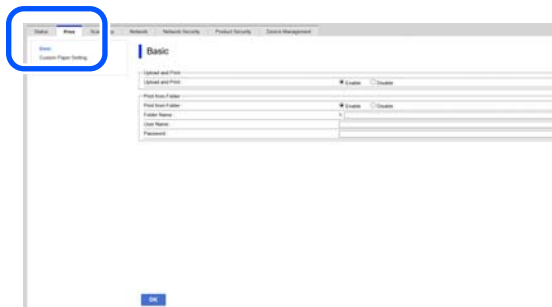 Status Print Network Network Security Product Security Device Management
Basic
Custom Paper Setting
Basic
Upload and Print
Upload and Print Enable Disable
Print from Folder
Print from Folder Enable Disable
Folder Name
User Name
Password
OK